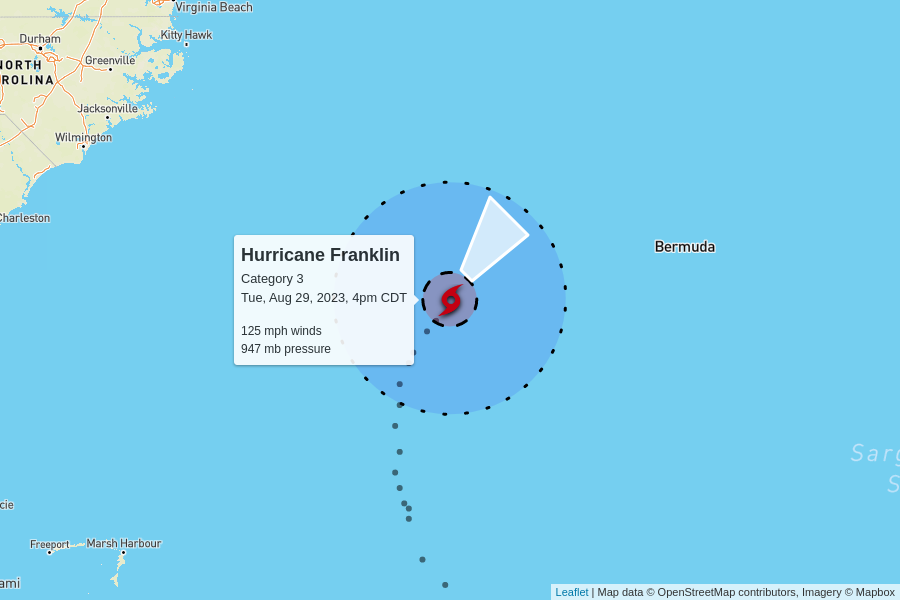 Virginia Beach
Kitty Hawk
Durham
Greenville
NORTH
ROLINA
Jacksonville
Wilmington
Charleston
Bermuda
Hurricane Franklin
Category 3
Tue, Aug 29, 2023, 4pm CDT
125 mph winds
947 mb pressure
Sarg
S
cie
Freeport
Marsh Harbour
ami
Leaflet | Map data © OpenStreetMap contributors, Imagery © Mapbox